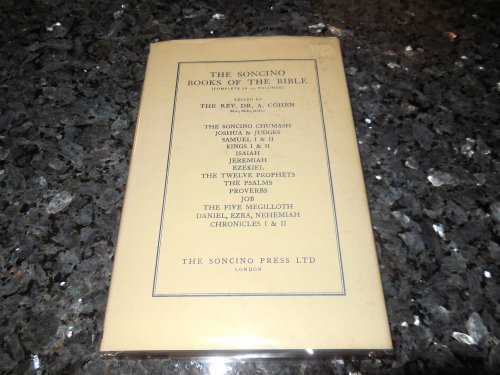 THE SONCINO
BOOKS OF THE BIBLE
(COMPLETE IN 14 VOLUMES)
EDITED BY
THE REV. DR. A. COHEN
M.A., PH.D., D.H.L.
THE SONCINO CHUMASH
JOSHUA & JUDGES
SAMUEL I & II
KINGS I & II
ISAIAH
JEREMIAH
EZEKIEL
THE TWELVE PROPHETS
THE PSALMS
PROVERBS
JOB
THE FIVE MEGILLOTH
DANIEL, EZRA, NEHEMIAH
CHRONICLES I & II
THE SONCINO PRESS LTD
LONDON